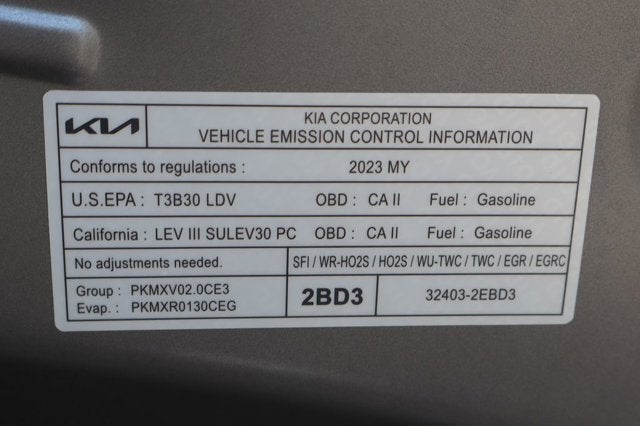 KIA
KIA CORPORATION
VEHICLE EMISSION CONTROL INFORMATION
Conforms to regulations : 2023 MY
U.S.EPA : T3B30 LDV OBD : CA II Fuel : Gasoline
California : LEV III SULEV30 PC OBD : CA II Fuel : Gasoline
No adjustments needed. SFI / WR-HO2S / HO2S / WU-TWC / TWC / EGR / EGRC
Group : PKMXV02.0CE3
Evap. : PKMXR0130CEG
2BD3
32403-2EBD3